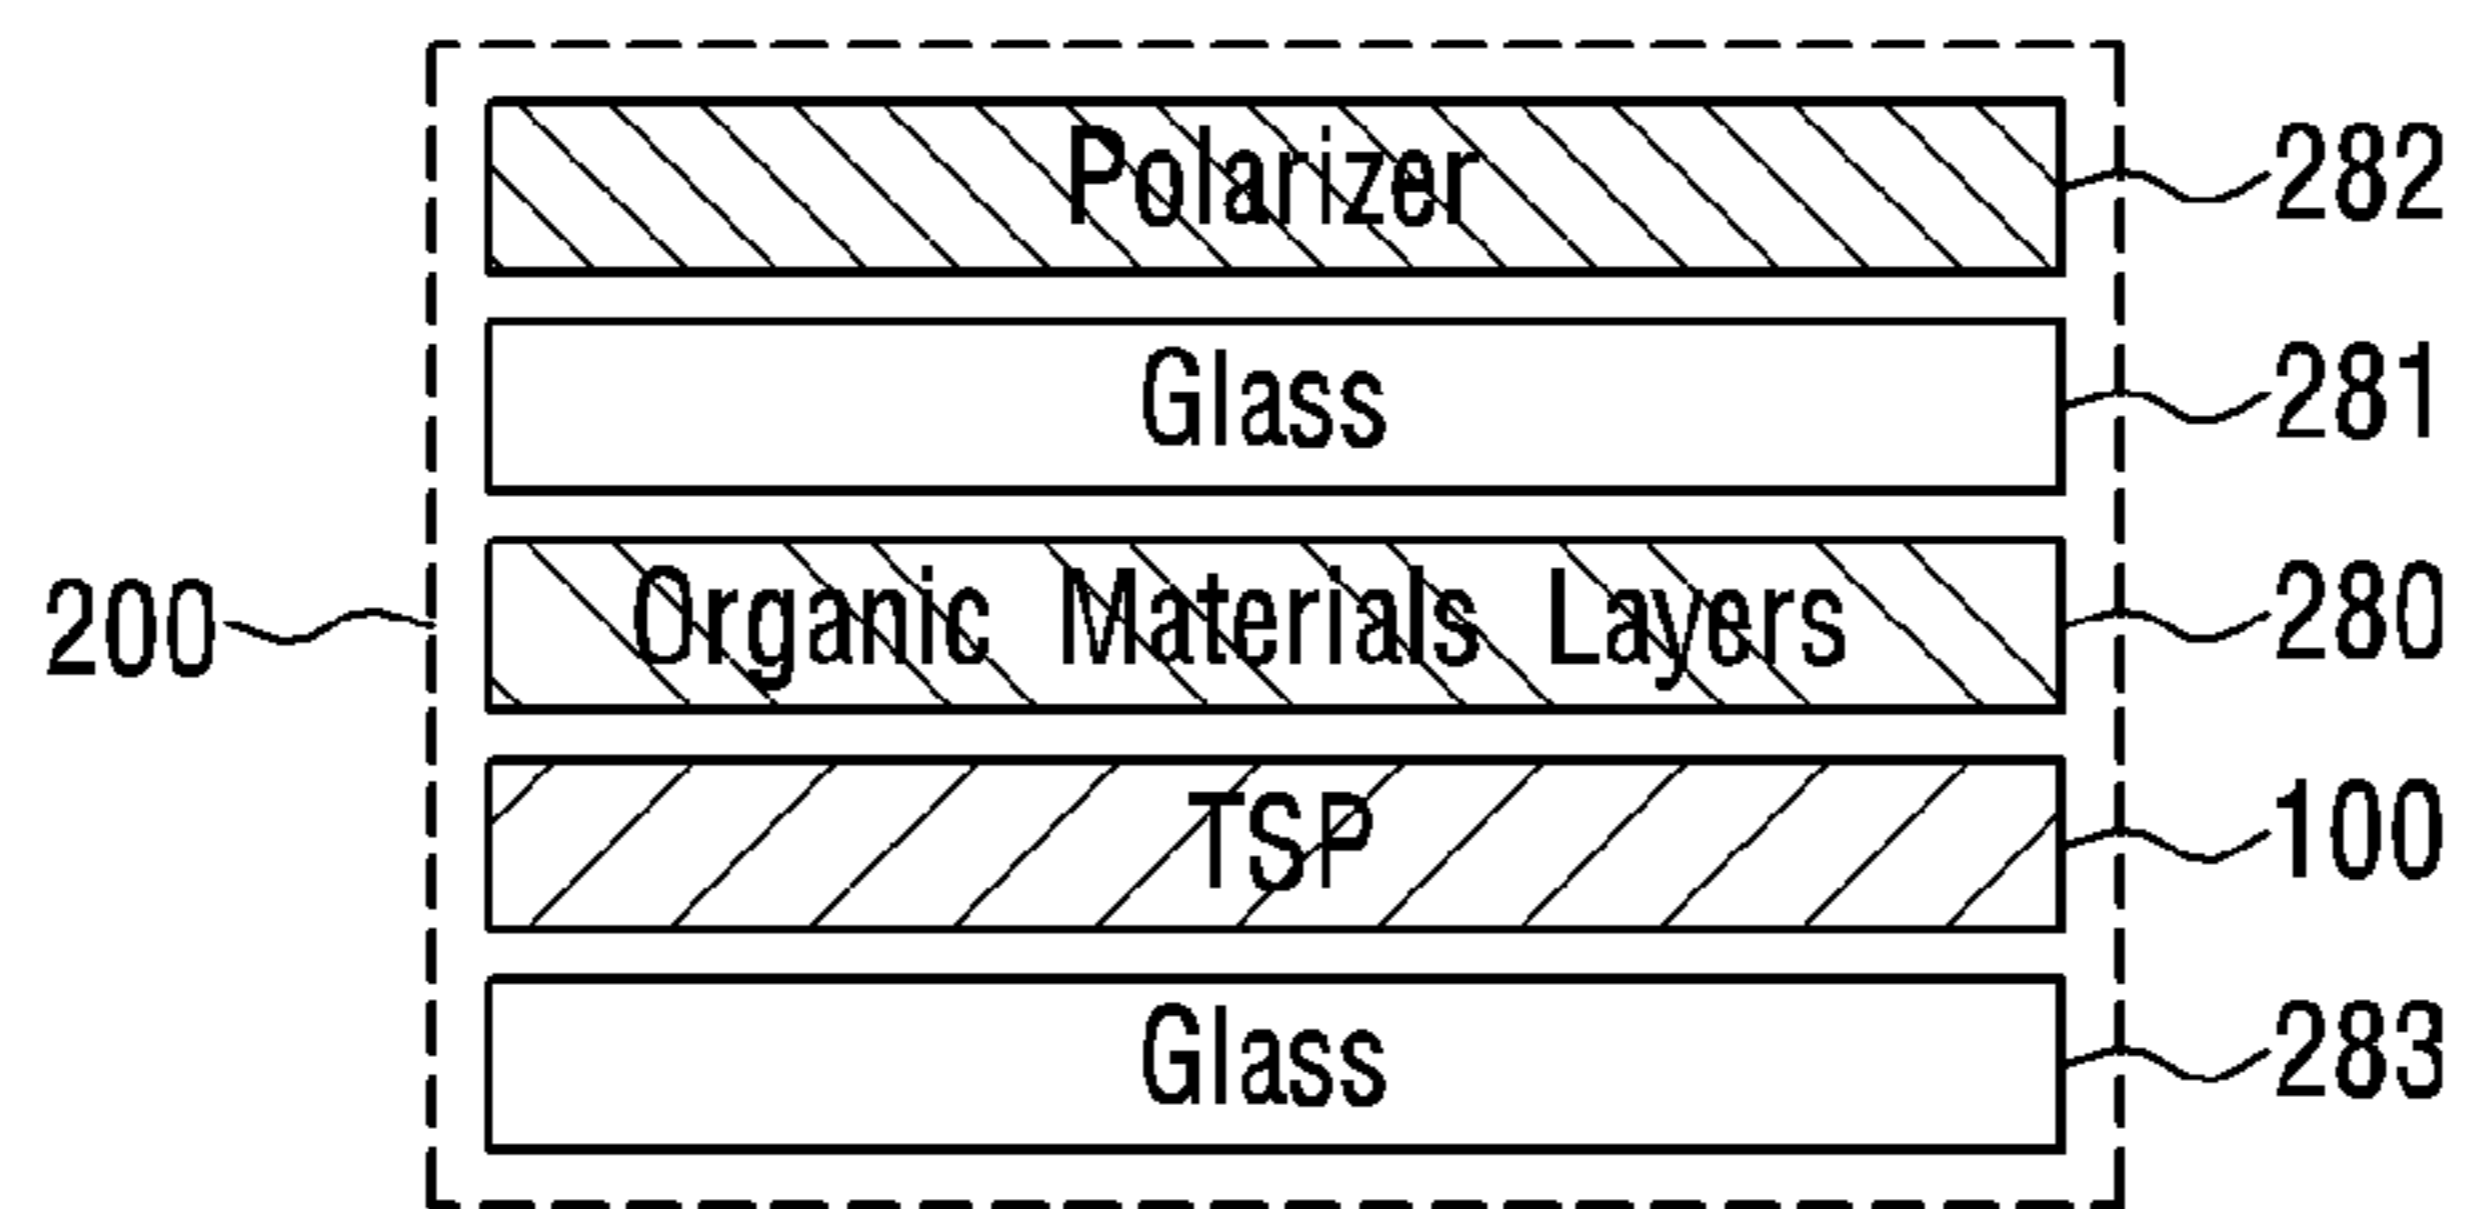 Polarizer 282
Glass 281
200 Organic Materials Layers 280
TSP 100
Glass 283